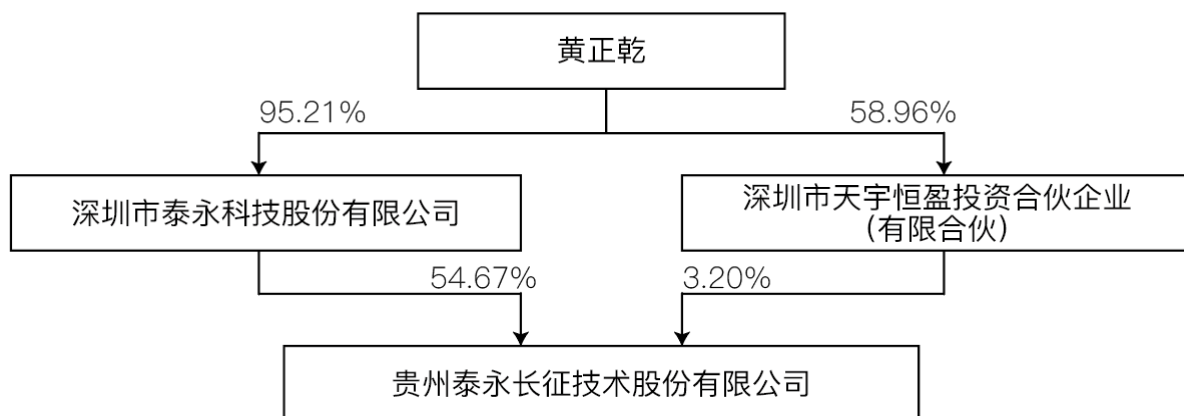 黄正乾
95.21%
58.96%
深圳市泰永科技股份有限公司
深圳市天宇恒盈投资合伙企业
(有限合伙)
54.67%
3.20%
贵州泰永长征技术股份有限公司